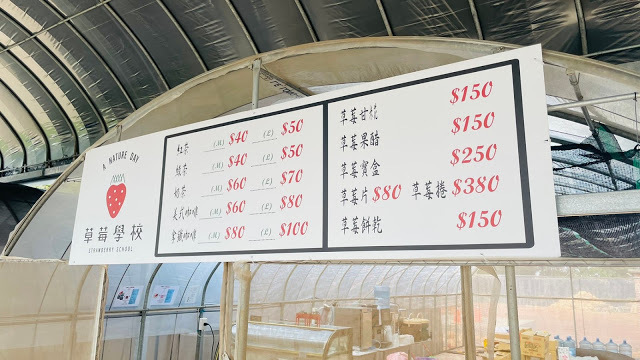 A NATURE DAY
草莓學校
STRAWBERRY SCHOOL
紅茶 (M) $40 (L) $50
綠茶 (M) $40 (L) $50
奶茶 (M) $60 (L) $70
美式咖啡 (M) $60 (L) $80
拿鐵咖啡 (M) $80 (L) $100
草莓甘梡 $150
草莓果醋 $150
草莓寶盒 $250
草莓片 $80 草莓捲 $380
草莓餅乾 $150